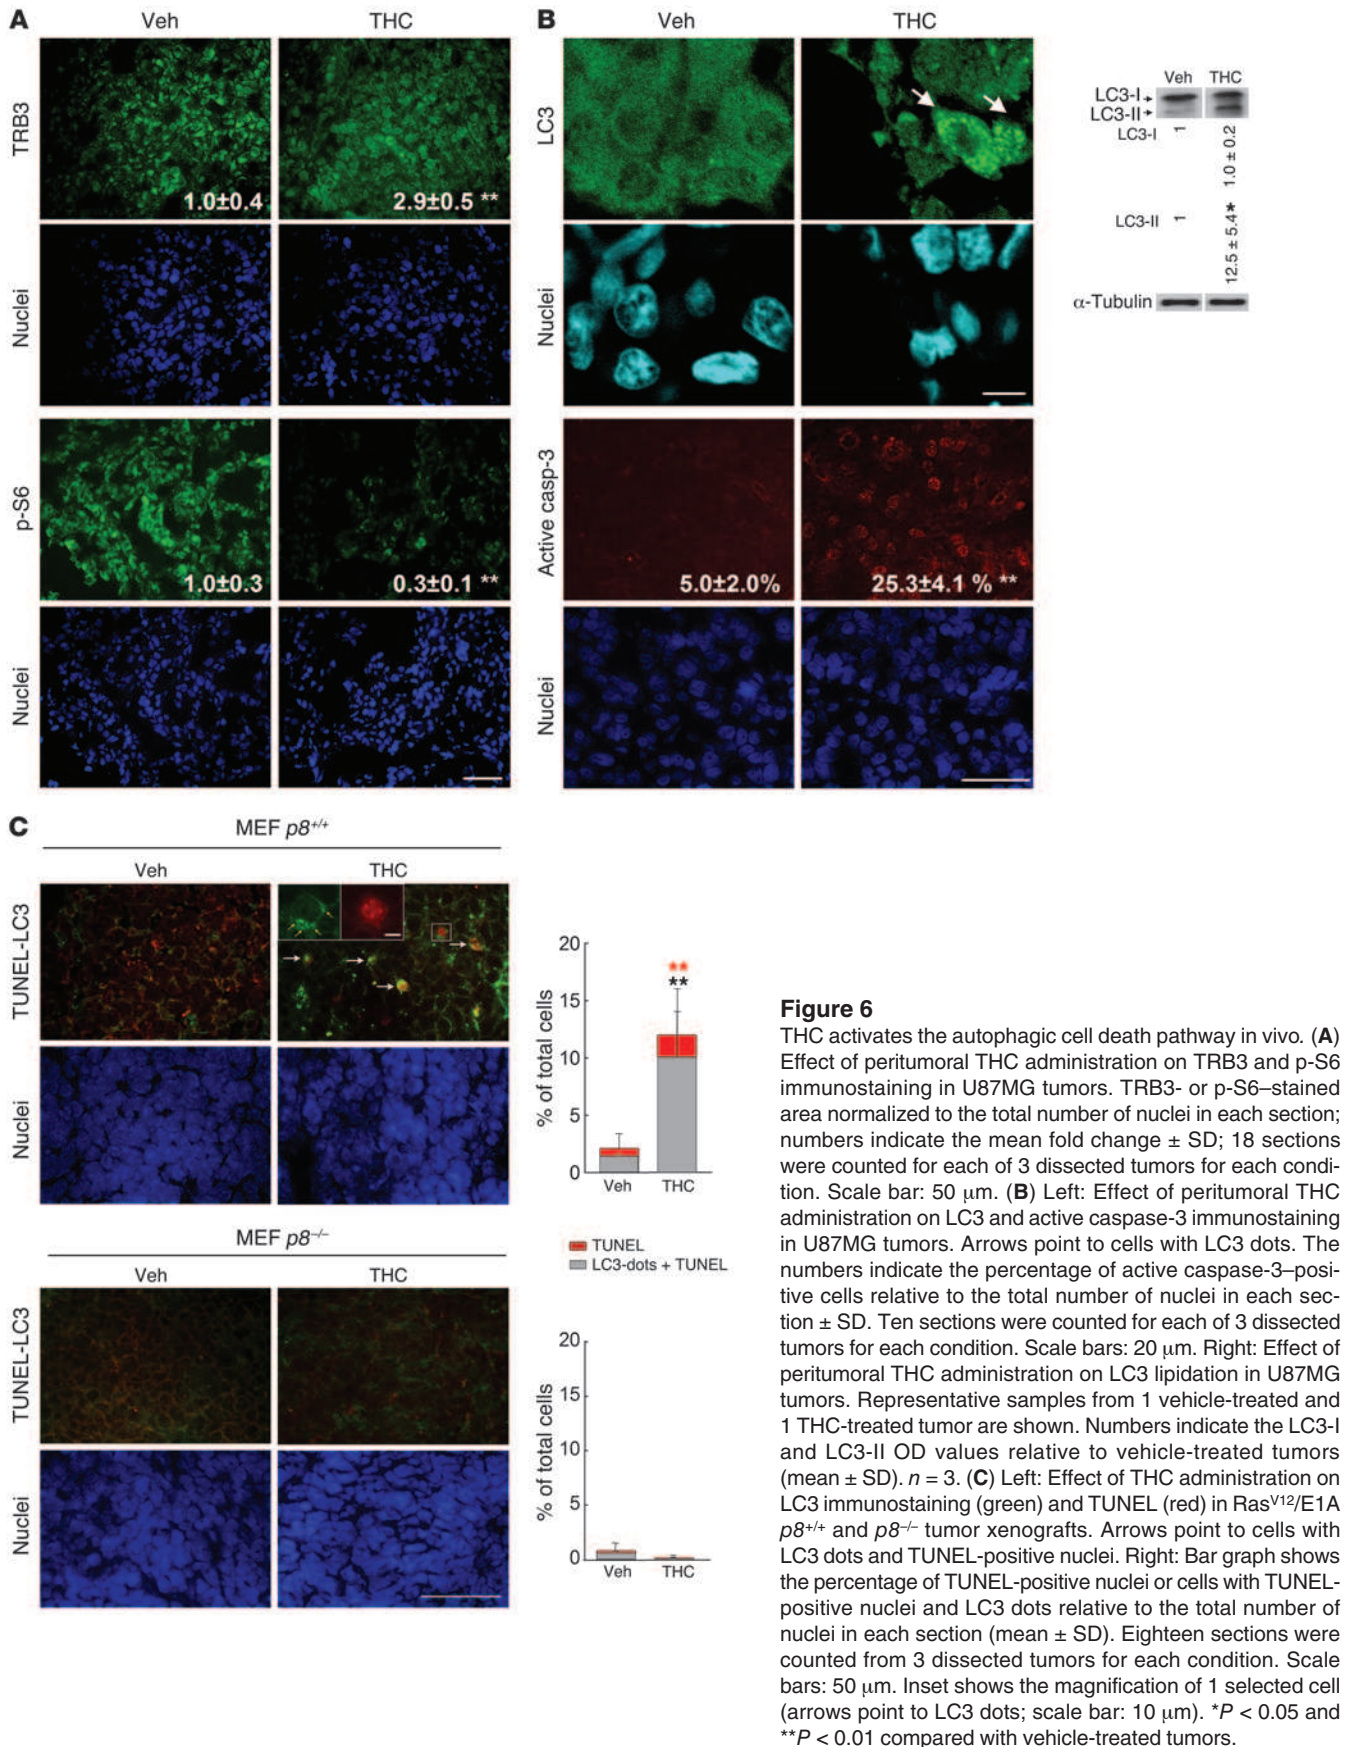 A
Veh
THC
TRB3
1.0±0.4
2.9±0.5 **
Nuclei
p-S6
1.0±0.3
0.3±0.1 **
Nuclei
B
Veh
THC
LC3
Nuclei
Active casp-3
5.0±2.0%
25.3±4.1 % **
Nuclei
Veh THC
LC3-I
LC3-II
LC3-I 1 1.0 ± 0.2
LC3-II 1 12.5 ± 5.4*
α-Tubulin
C
MEF p8+/+
Veh
THC
TUNEL-LC3
Nuclei
% of total cells
20
15
10
5
0
**
**
Veh THC
TUNEL
LC3-dots + TUNEL
MEF p8–/–
Veh
THC
TUNEL-LC3
Nuclei
% of total cells
20
15
10
5
0
Veh THC
Figure 6
THC activates the autophagic cell death pathway in vivo. (A)
Effect of peritumoral THC administration on TRB3 and p-S6
immunostaining in U87MG tumors. TRB3- or p-S6–stained
area normalized to the total number of nuclei in each section;
numbers indicate the mean fold change ± SD; 18 sections
were counted for each of 3 dissected tumors for each condi-
tion. Scale bar: 50 μm. (B) Left: Effect of peritumoral THC
administration on LC3 and active caspase-3 immunostaining
in U87MG tumors. Arrows point to cells with LC3 dots. The
numbers indicate the percentage of active caspase-3–posi-
tive cells relative to the total number of nuclei in each sec-
tion ± SD. Ten sections were counted for each of 3 dissected
tumors for each condition. Scale bars: 20 μm. Right: Effect of
peritumoral THC administration on LC3 lipidation in U87MG
tumors. Representative samples from 1 vehicle-treated and
1 THC-treated tumor are shown. Numbers indicate the LC3-I
and LC3-II OD values relative to vehicle-treated tumors
(mean ± SD). n = 3. (C) Left: Effect of THC administration on
LC3 immunostaining (green) and TUNEL (red) in RasV12/E1A
p8+/+ and p8–/– tumor xenografts. Arrows point to cells with
LC3 dots and TUNEL-positive nuclei. Right: Bar graph shows
the percentage of TUNEL-positive nuclei or cells with TUNEL-
positive nuclei and LC3 dots relative to the total number of
nuclei in each section (mean ± SD). Eighteen sections were
counted from 3 dissected tumors for each condition. Scale
bars: 50 μm. Inset shows the magnification of 1 selected cell
(arrows point to LC3 dots; scale bar: 10 μm). *P < 0.05 and
**P < 0.01 compared with vehicle-treated tumors.